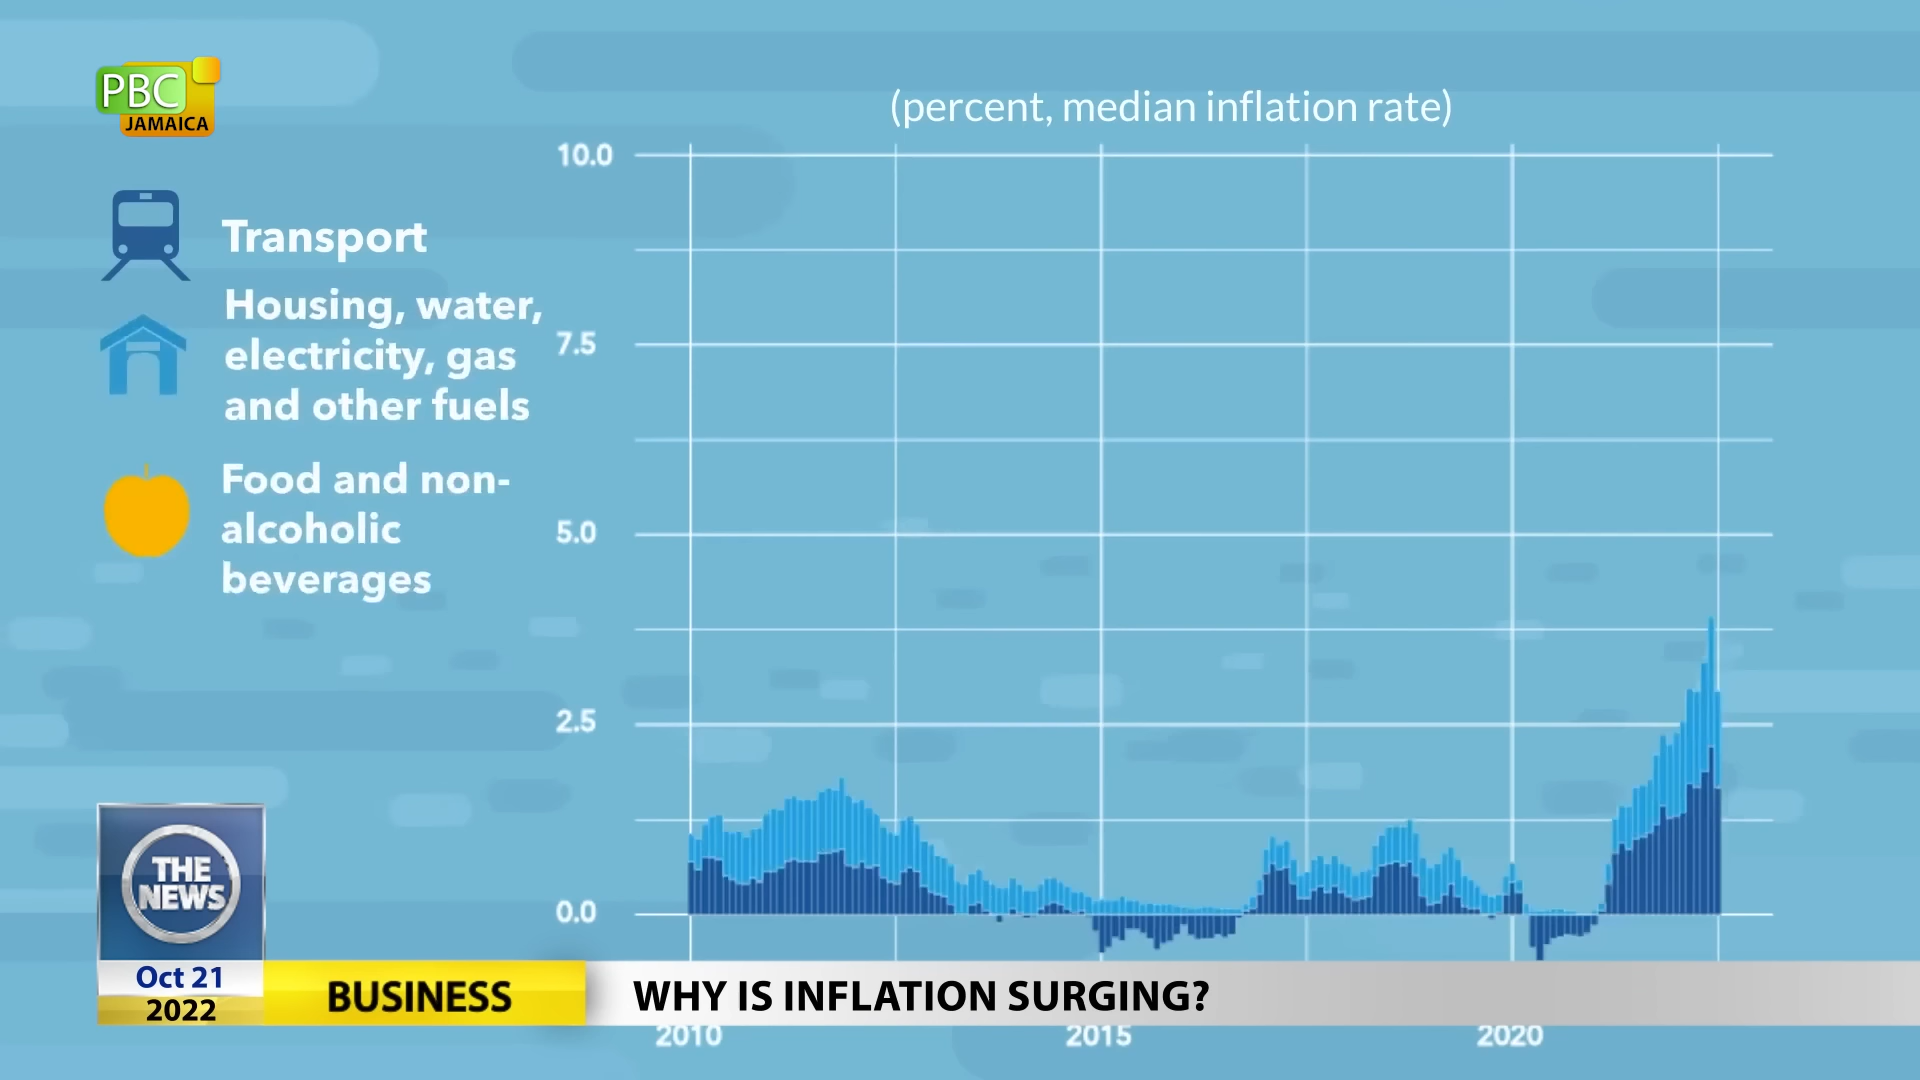 PBC
JAMAICA
(percent, median inflation rate)
10.0
Transport
Housing, water,
electricity, gas
and other fuels
7.5
Food and non-
alcoholic
beverages
5.0
2.5
0.0
THE
NEWS
Oct 21
2022
BUSINESS
WHY IS INFLATION SURGING?
2010
2015
2020